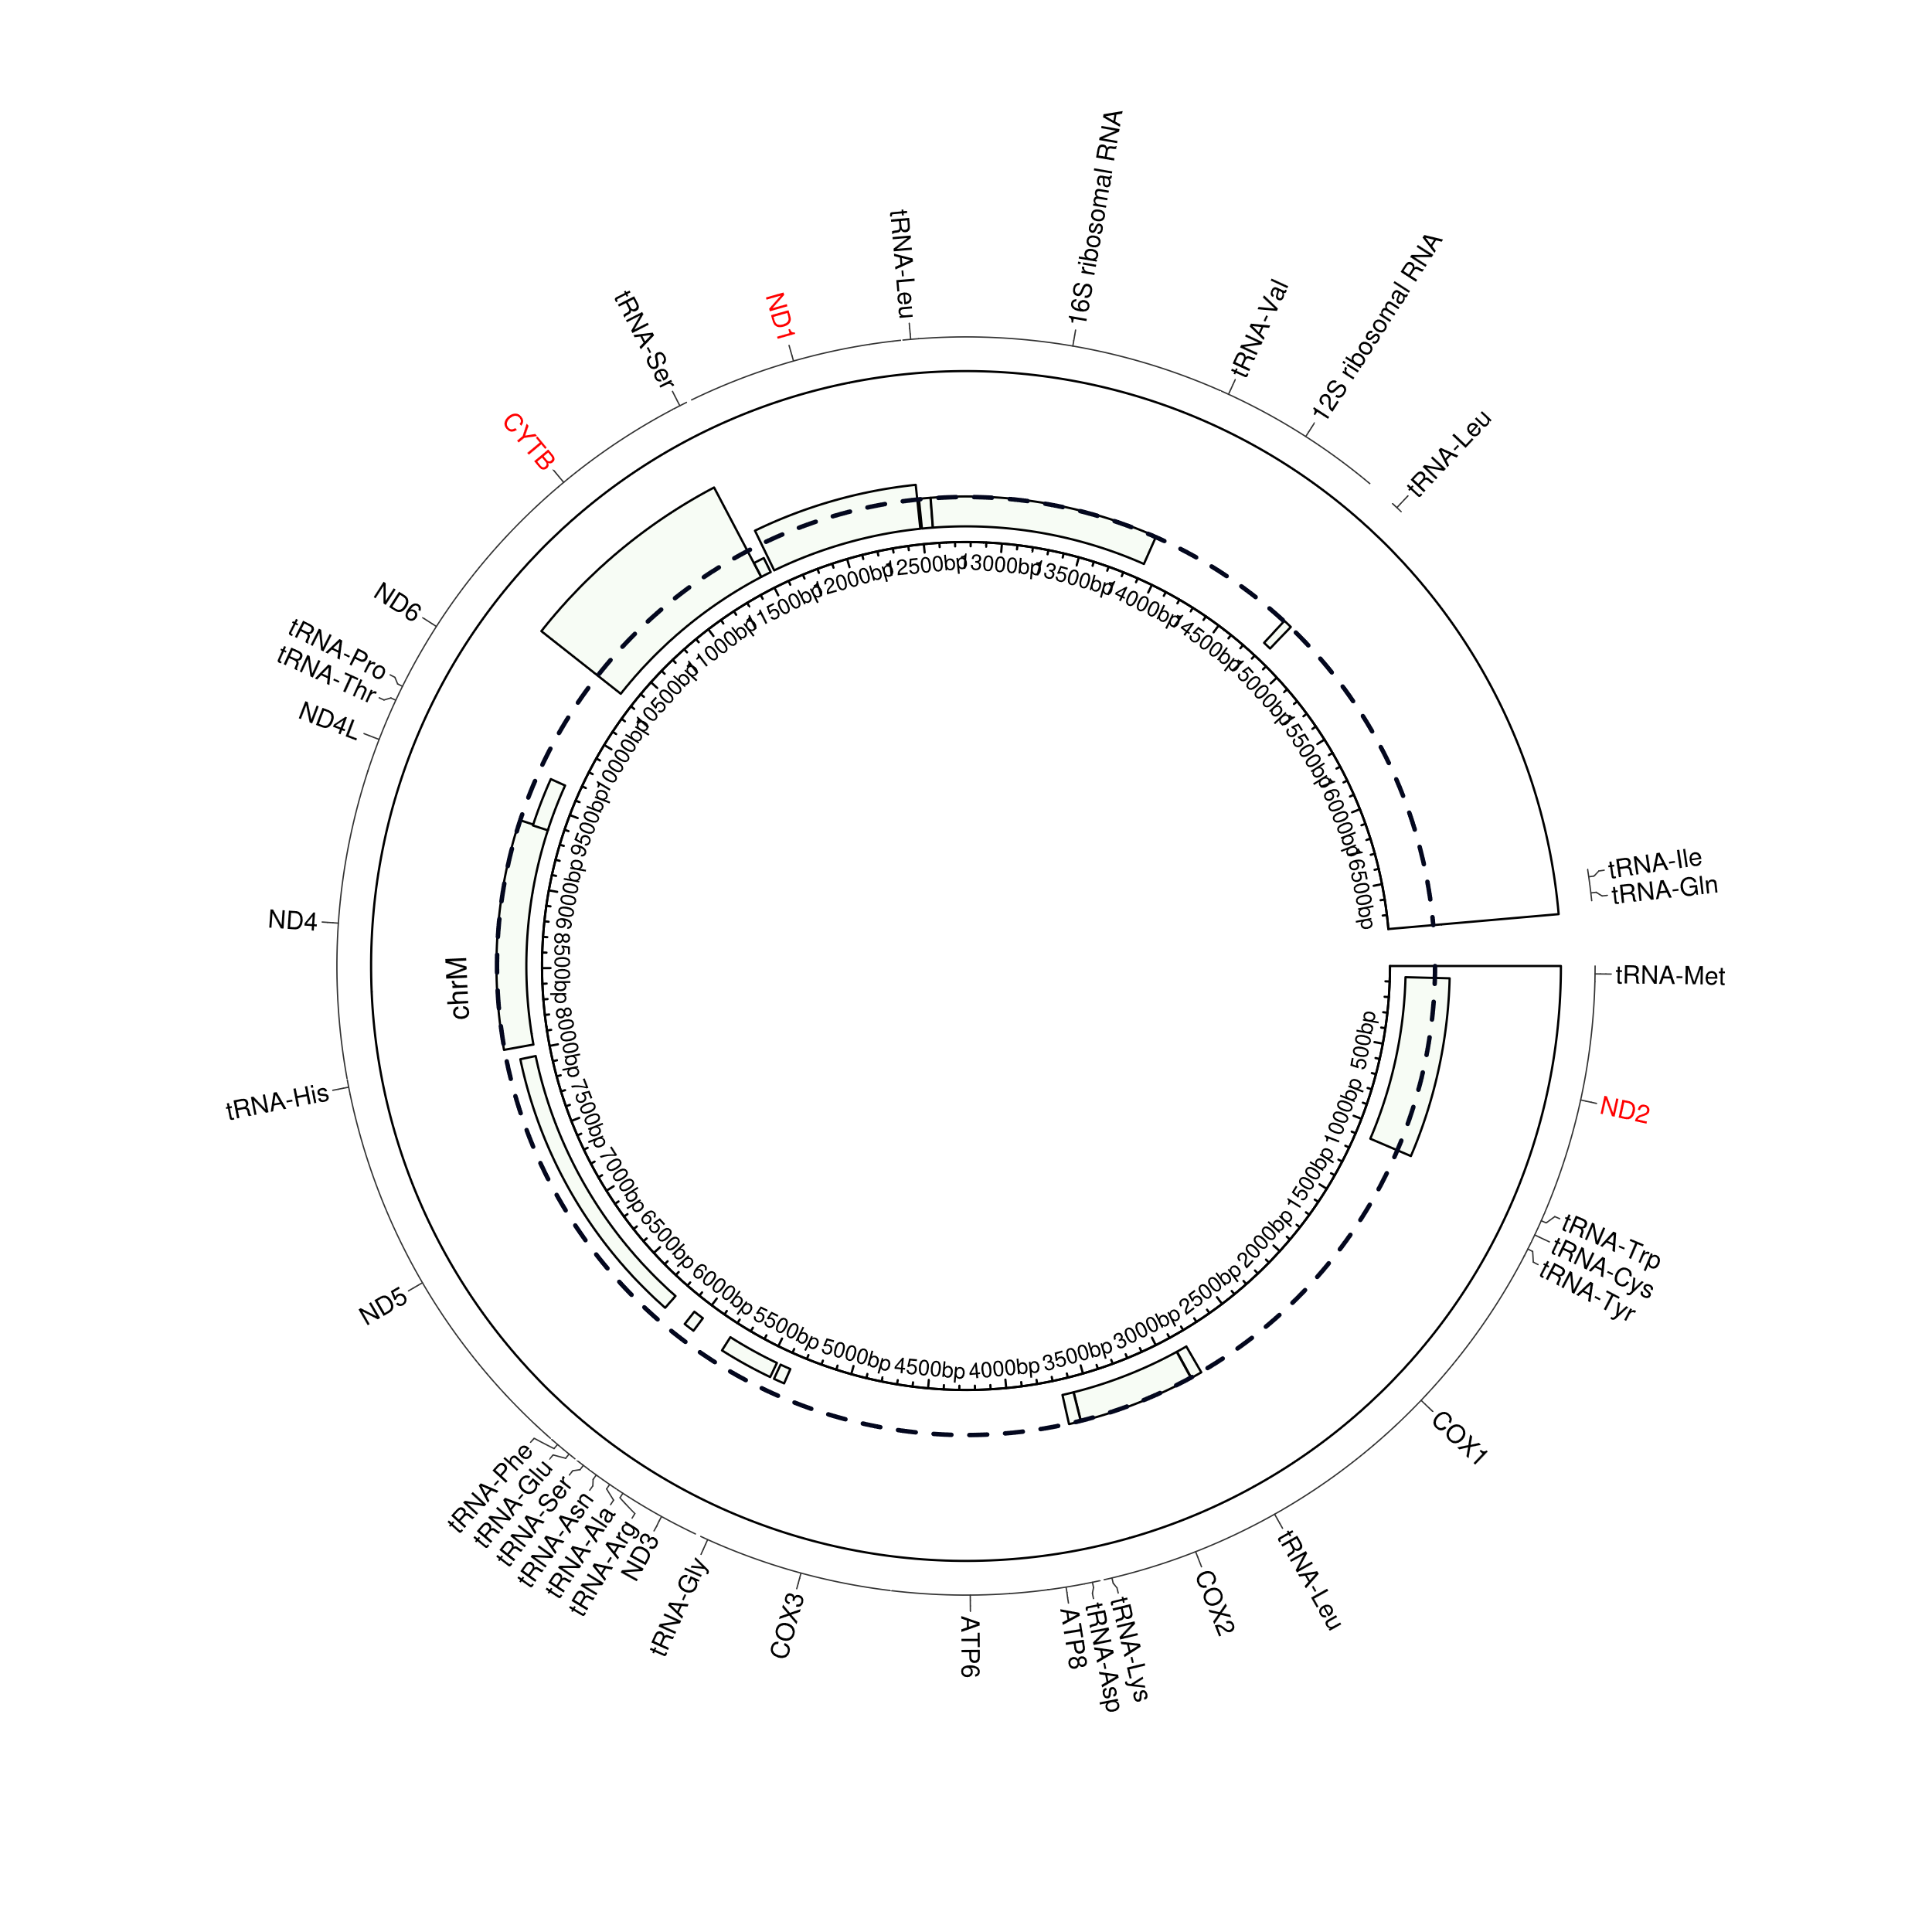 tRNA-Met
ND2
tRNA-Trp
tRNA-Cys
tRNA-Tyr
COX1
tRNA-Leu
COX2
tRNA-Lys
tRNA-Asp
ATP8
ATP6
COX3
tRNA-Gly
ND3
tRNA-Arg
tRNA-Ala
tRNA-Asn
tRNA-Ser
tRNA-Glu
tRNA-Phe
ND5
tRNA-His
ND4
ND4L
tRNA-Thr
tRNA-Pro
ND6
CYTB
tRNA-Ser
ND1
tRNA-Leu
16S ribosomal RNA
tRNA-Val
12S ribosomal RNA
tRNA-Leu
tRNA-Ile
tRNA-Gln
chrM
500bp
1000bp
1500bp
2000bp
2500bp
3000bp
3500bp
4000bp
4500bp
5000bp
5500bp
6000bp
6500bp
7000bp
7500bp
8000bp
8500bp
9000bp
9500bp
10000bp
10500bp
11000bp
11500bp
12000bp
12500bp
13000bp
13500bp
14000bp
14500bp
15000bp
15500bp
16000bp
16500bp